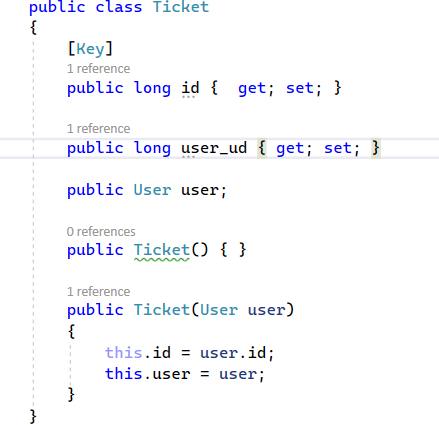 public class Ticket
{
[Key]
1 reference
public long id {  get; set; }
1 reference
public long user_ud { get; set; }
public User user;
0 references
public Ticket() { }
1 reference
public Ticket(User user)
{
this.id = user.id;
this.user = user;
}
}